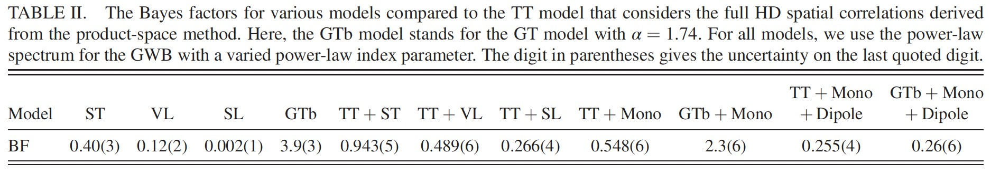 TABLE II. The Bayes factors for various models compared to the TT model that considers the full HD spatial correlations derived
from the product-space method. Here, the GTb model stands for the GT model with α = 1.74. For all models, we use the power-law
spectrum for the GWB with a varied power-law index parameter. The digit in parentheses gives the uncertainty on the last quoted digit.
TT + Mono GTb + Mono
Model ST VL SL GTb TT + ST TT + VL TT + SL TT + Mono GTb + Mono + Dipole + Dipole
BF 0.40(3) 0.12(2) 0.002(1) 3.9(3) 0.943(5) 0.489(6) 0.266(4) 0.548(6) 2.3(6) 0.255(4) 0.26(6)